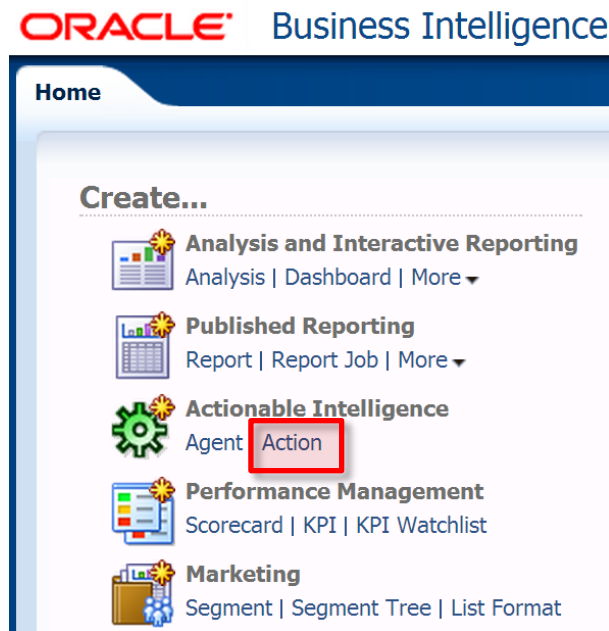 ORACLE Business Intelligence
Home
Create...
Analysis and Interactive Reporting
Analysis | Dashboard | More
Published Reporting
Report | Report Job | More
Actionable Intelligence
Agent Action
Performance Management
Scorecard | KPI | KPI Watchlist
Marketing
Segment | Segment Tree | List Format